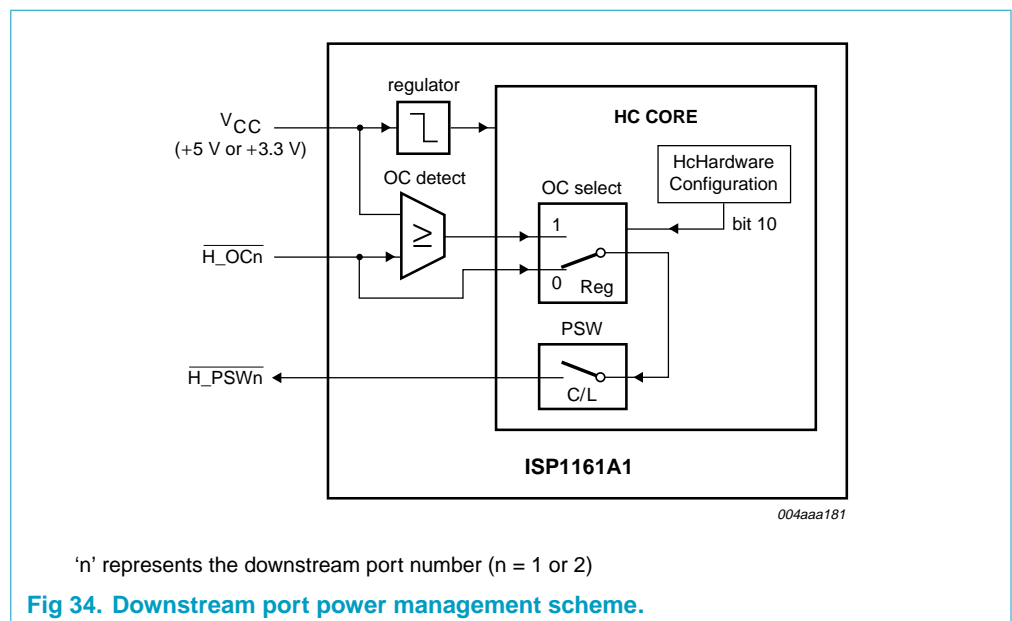 regulator
VCC
(+5 V or +3.3 V)
HC CORE
HcHardware
Configuration
OC detect
OC select
1
bit 10
≥
H_OCn
0
Reg
PSW
H_PSWn
C/L
ISP1161A1
004aaa181
‘n’ represents the downstream port number (n = 1 or 2)
Fig 34. Downstream port power management scheme.